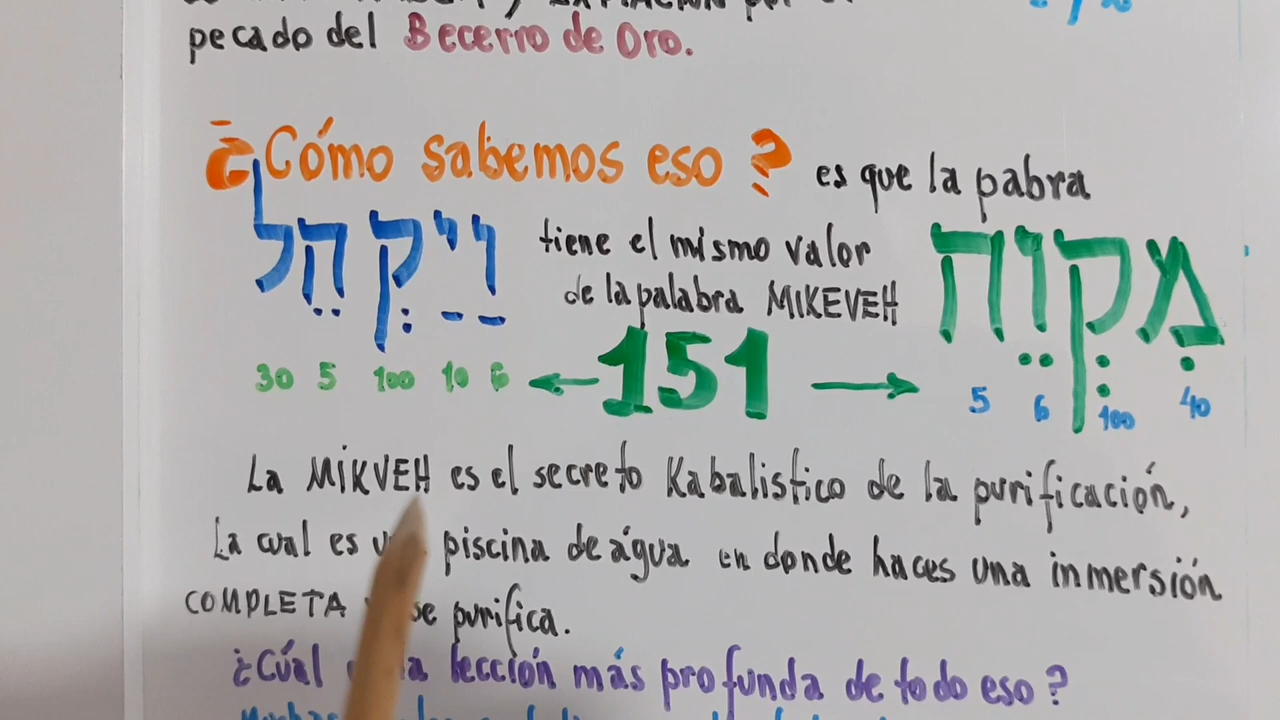 pecado del Becerro de Oro.
¿Cómo sabemos eso? es que la pabra
וַיַּקְהֵל tiene el mismo valor מִקְוֵה
de la palabra MIKEVEH
30 5 100 10 6 ← 151 → 5 6 100 40
La MiKVEH es el secreto Kabalistico de la purificación,
La cual es piscina de água en donde haces una inmersión
COMPLETA se purifica.
¿Cúal la lección más profunda de todo eso?